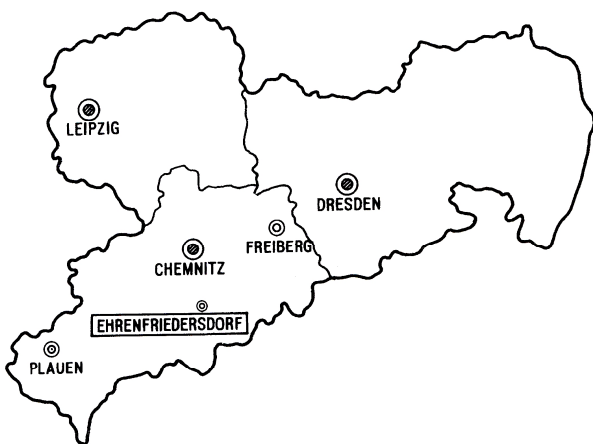 LEIPZIG
DRESDEN
FREIBERG
CHEMNITZ
EHRENFRIEDERSDORF
PLAUEN